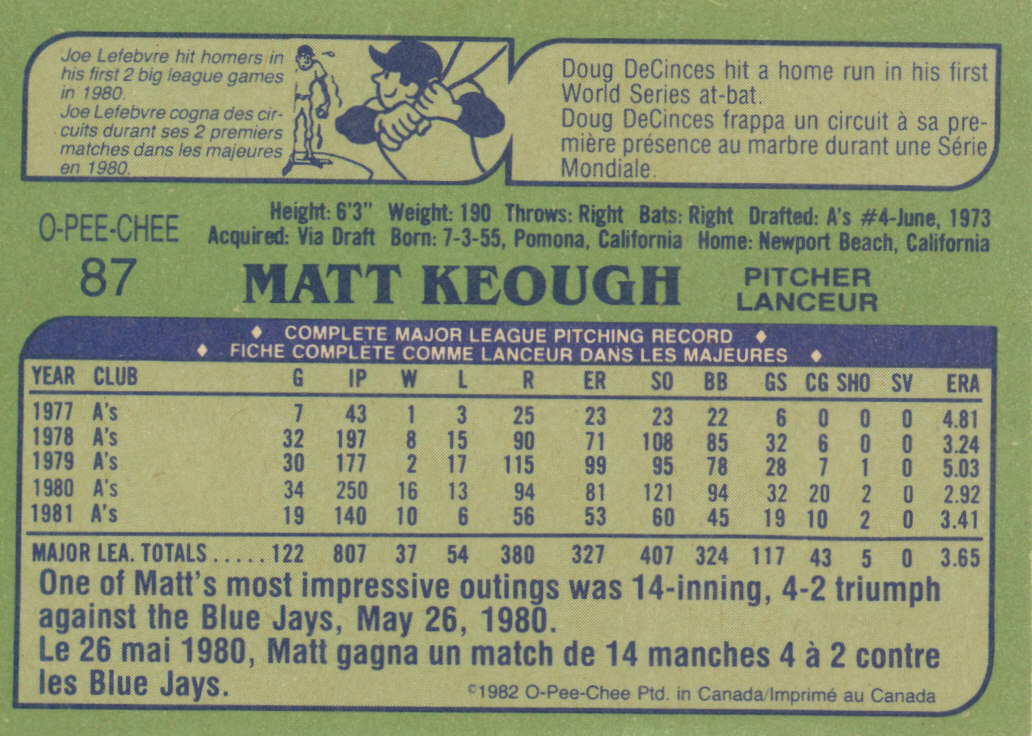 Joe Lefebvre hit homers in
his first 2 big league games
in 1980.
Joe Lefebvre cogna des cir-
cuits durant ses 2 premiers
matches dans les majeures
en 1980.
Doug DeCinces hit a home run in his first
World Series at-bat.
Doug DeCinces frappa un circuit à sa pre-
mière présence au marbre durant une Série
Mondiale.
O-PEE-CHEE
Height: 6'3" Weight: 190 Throws: Right Bats: Right Drafted: A's #4-June, 1973
Acquired: Via Draft Born: 7-3-55, Pomona, California Home: Newport Beach, California
87 MATT KEOUGH
PITCHER
LANCEUR
♦ COMPLETE MAJOR LEAGUE PITCHING RECORD ♦
♦ FICHE COMPLETE COMME LANCEUR DANS LES MAJEURES ♦
YEAR CLUB G IP W L R ER SO BB GS CG SHO SV ERA
1977 A's 7 43 1 3 25 23 23 22 6 0 0 0 4.81
1978 A's 32 197 8 15 90 71 108 85 32 6 0 0 3.24
1979 A's 30 177 2 17 115 99 95 78 28 7 1 0 5.03
1980 A's 34 250 16 13 94 81 121 94 32 20 2 0 2.92
1981 A's 19 140 10 6 56 53 60 45 19 10 2 0 3.41
MAJOR LEA. TOTALS ..... 122 807 37 54 380 327 407 324 117 43 5 0 3.65
One of Matt's most impressive outings was 14-inning, 4-2 triumph
against the Blue Jays, May 26, 1980.
Le 26 mai 1980, Matt gagna un match de 14 manches 4 à 2 contre
les Blue Jays.
©1982 O-Pee-Chee Ptd. in Canada/Imprimé au Canada